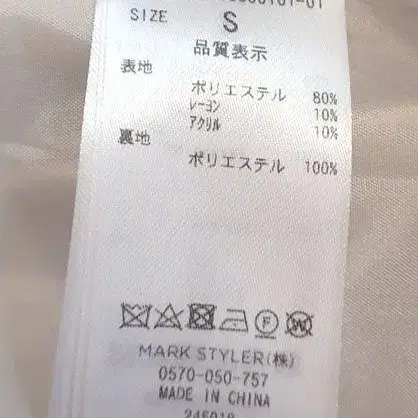 SIZE S
品質表示
表地
ポリエステル 80%
レーヨン 10%
アクリル 10%
裏地
ポリエステル 100%
MARK STYLER(株)
0570-050-757
MADE IN CHINA